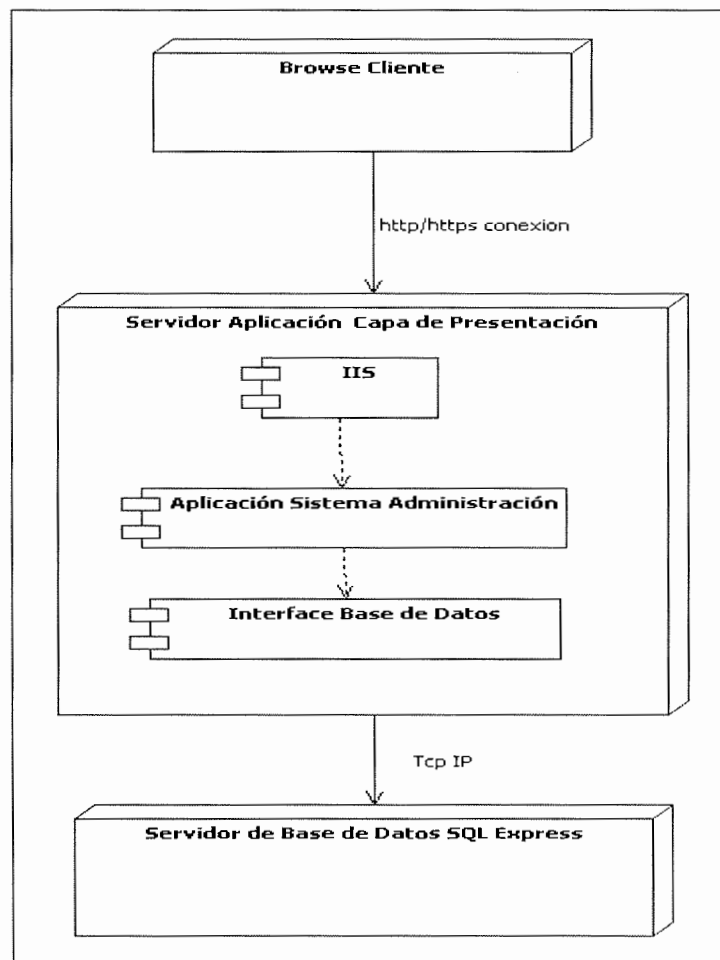 Browse Cliente
http/https conexion
Servidor Aplicación Capa de Presentación
IIS
Aplicación Sistema Administración
Interface Base de Datos
Tcp IP
Servidor de Base de Datos SQL Express